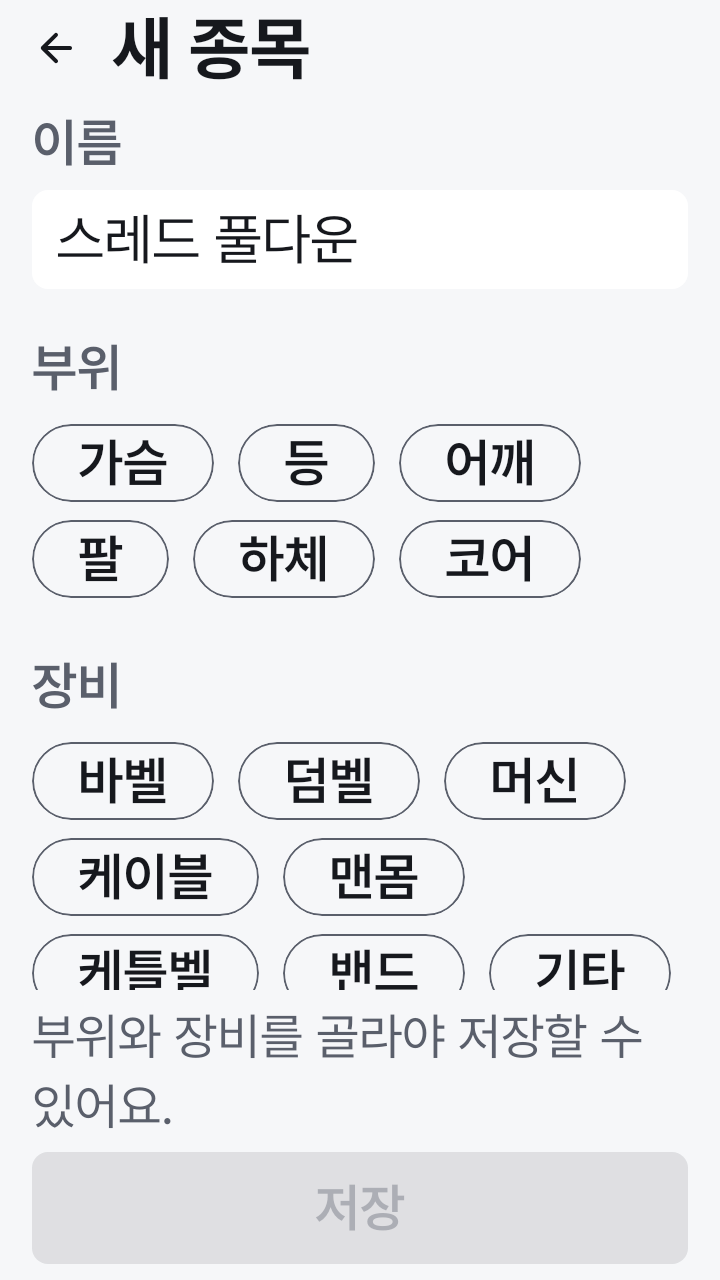 새 종목
이름
스레드 풀다운
부위
가슴 등 어깨
팔 하체 코어
장비
바벨 덤벨 머신
케이블 맨몸
케틀벨 밴드 기타
부위와 장비를 골라야 저장할 수
있어요.
저장